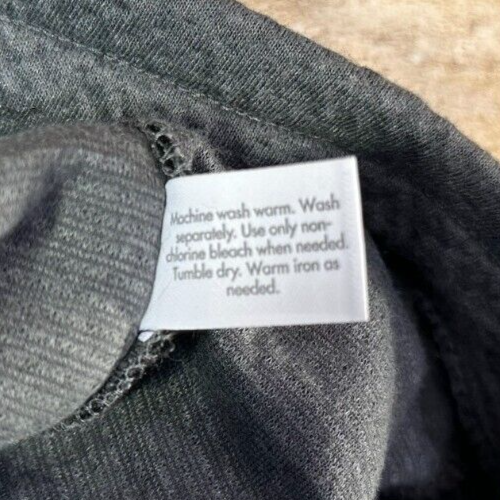 Machine wash warm. Wash
separately. Use only non-
chlorine bleach when needed.
Tumble dry. Warm iron as
needed.